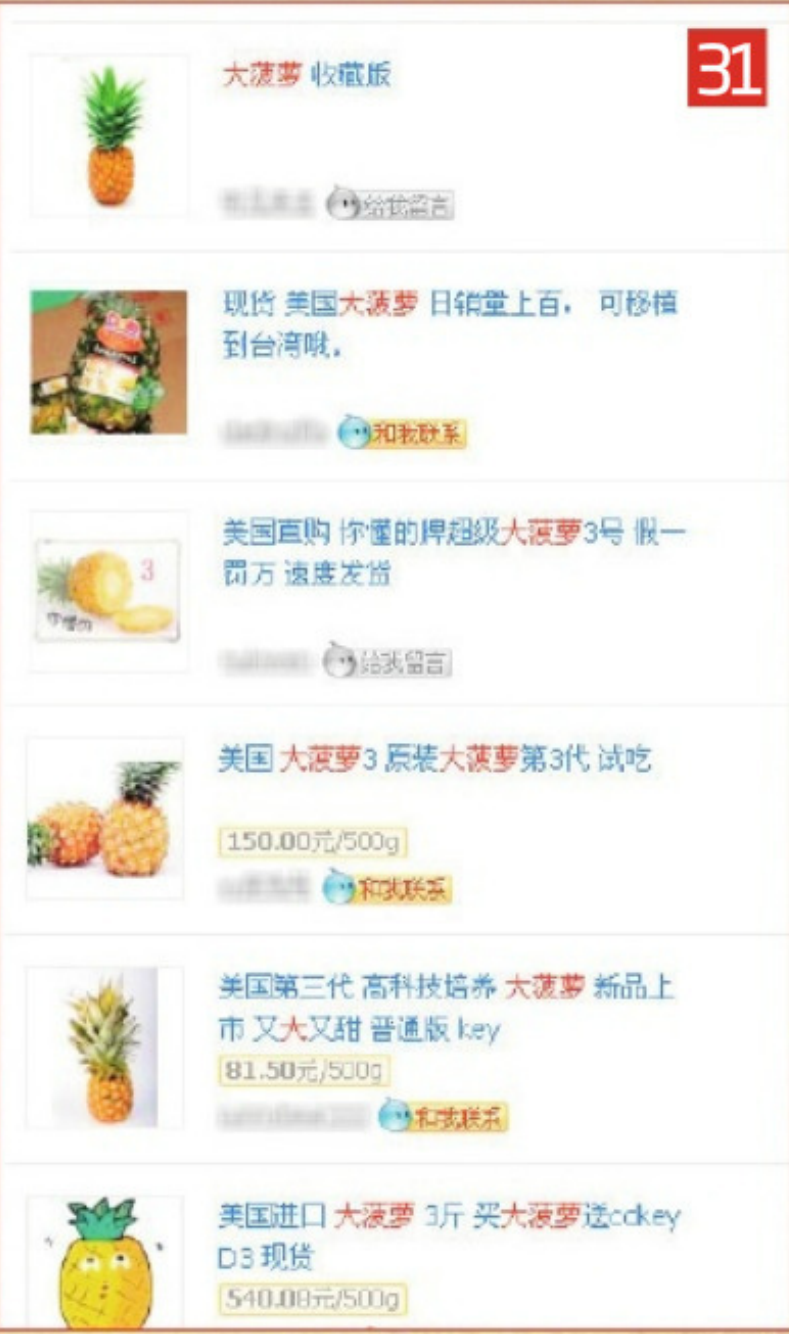 31
大菠萝 收藏版
给我留言
现货 美国大菠萝 日销量上百， 可移植
到台湾哦。
和我联系
美国直购 你懂的牌超级大菠萝3号 假一
罚万 速度发货
3
你懂的
给我留言
美国 大菠萝3 原装大菠萝第3代 试吃
150.00元/500g
和我联系
美国第三代 高科技培养 大菠萝 新品上
市 又大又甜 普通版 key
81.50元/500g
和我联系
美国进口 大菠萝 3斤 买大菠萝送cdkey
D3 现货
540.08元/500g